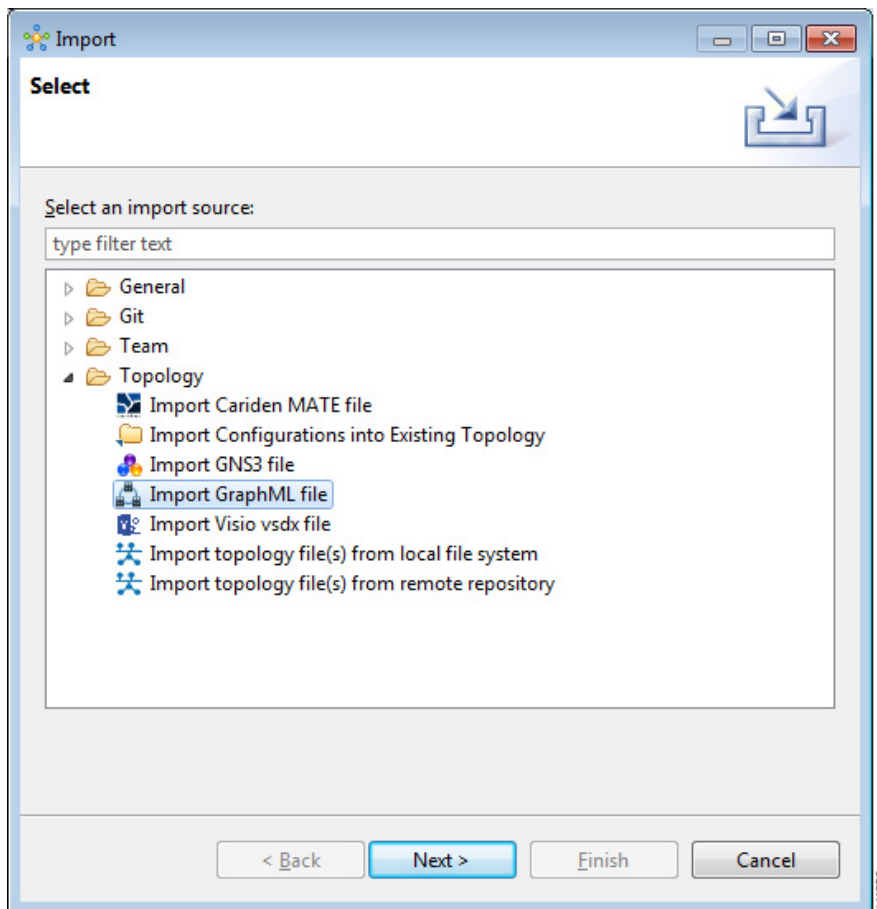 Import
Select
Select an import source:
type filter text
General
Git
Team
Topology
Import Cariden MATE file
Import Configurations into Existing Topology
Import GNS3 file
Import GraphML file
Import Visio vsdx file
Import topology file(s) from local file system
Import topology file(s) from remote repository
< Back
Next >
Finish
Cancel